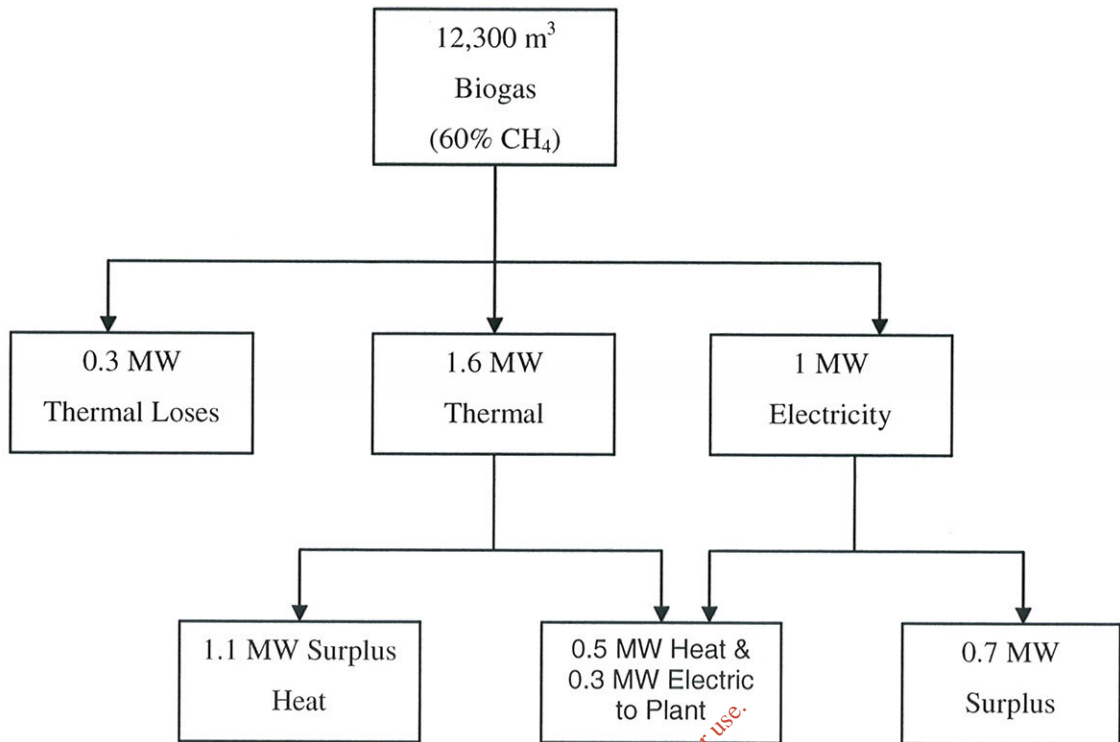 12,300 m³
Biogas
(60% CH₄)
0.3 MW
Thermal Loses
1.6 MW
Thermal
1 MW
Electricity
1.1 MW Surplus
Heat
0.5 MW Heat &
0.3 MW Electric
to Plant
0.7 MW
Surplus
use.